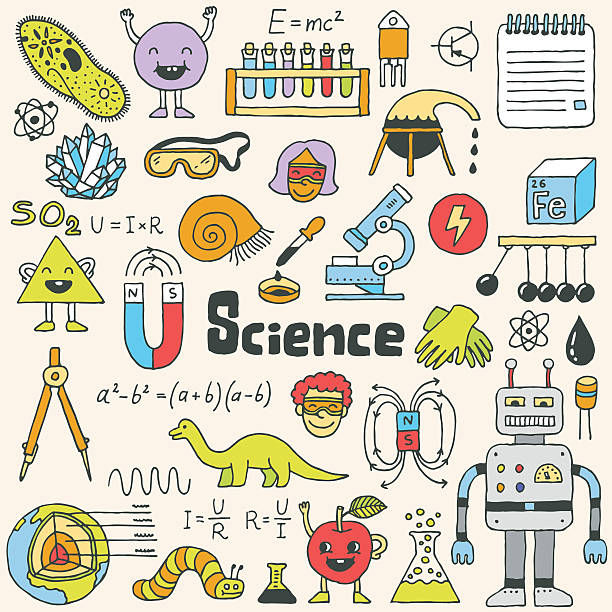 E=mc²
26
Fe
SO₂
U=I×R
N S
Science
a²-b²=(a+b)(a-b)
N
S
I=U/R
R=U/I